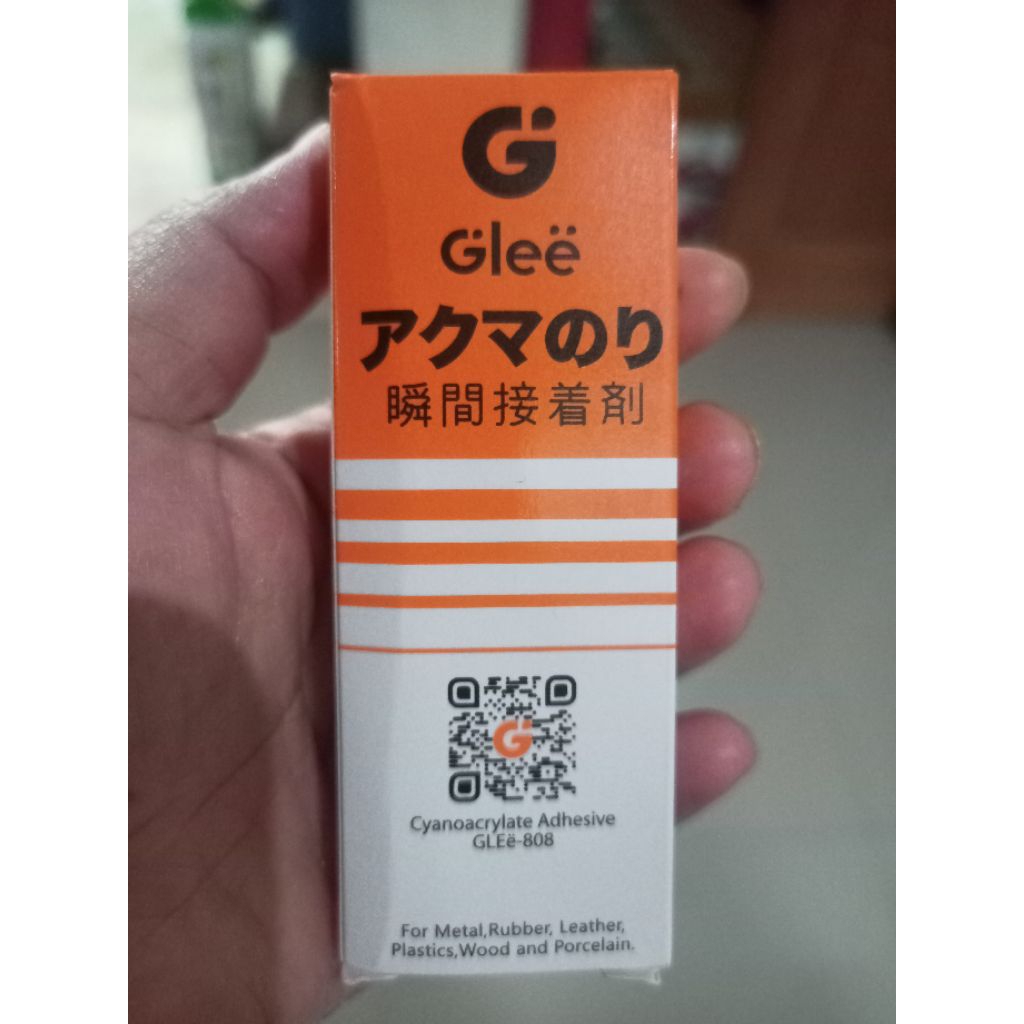 G
Gleë
アクマのり
瞬間接着剤
Cyanoacrylate Adhesive
GLEë-808
For Metal,Rubber, Leather,
Plastics,Wood and Porcelain.